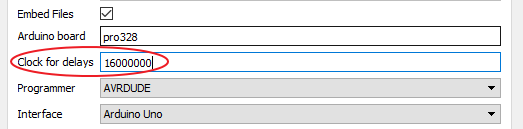 Embed Files
Arduino board pro328
Clock for delays 16000000
Programmer AVRDUDE
Interface Arduino Uno